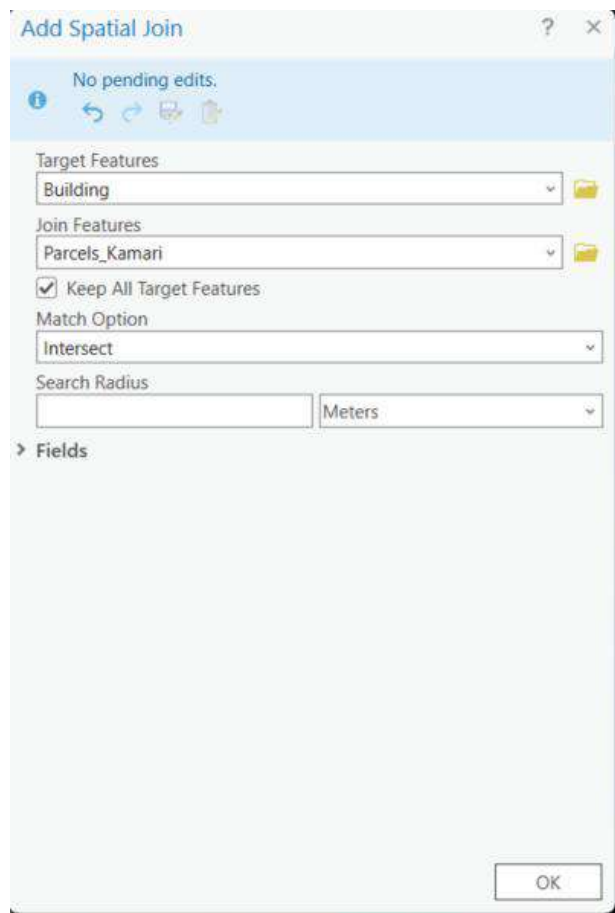 Add Spatial Join ? ×
No pending edits.
Target Features
Building
Join Features
Parcels_Kamari
Keep All Target Features
Match Option
Intersect
Search Radius
Meters
Fields
OK